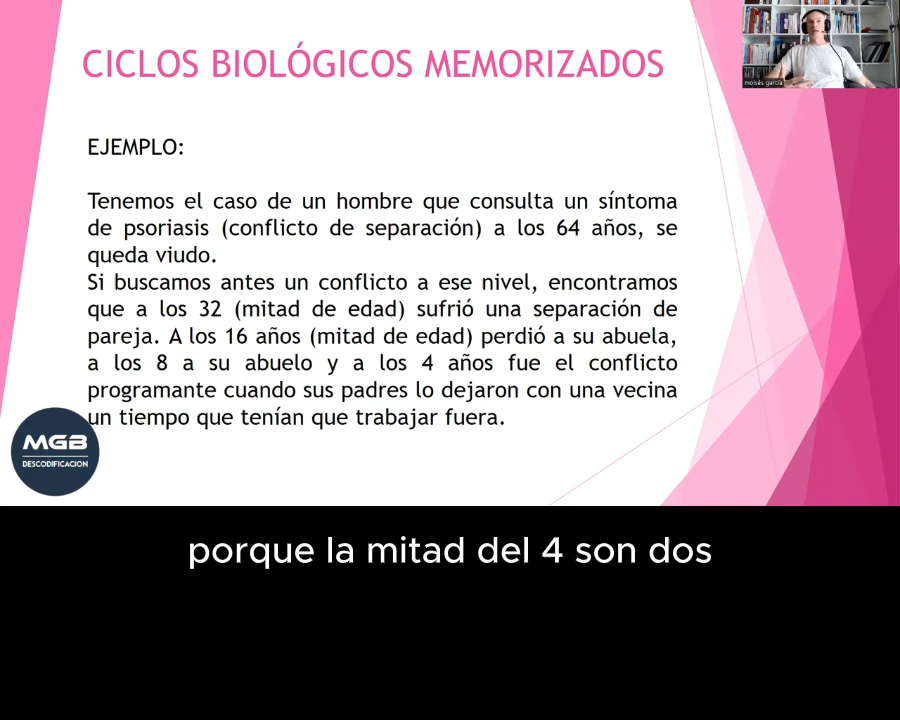 CICLOS BIOLÓGICOS MEMORIZADOS
moisés garcía
EJEMPLO:
Tenemos el caso de un hombre que consulta un síntoma
de psoriasis (conflicto de separación) a los 64 años, se
queda viudo.
Si buscamos antes un conflicto a ese nivel, encontramos
que a los 32 (mitad de edad) sufrió una separación de
pareja. A los 16 años (mitad de edad) perdió a su abuela,
a los 8 a su abuelo y a los 4 años fue el conflicto
programante cuando sus padres lo dejaron con una vecina
un tiempo que tenían que trabajar fuera.
MGB
DESCODIFICACION
porque la mitad del 4 son dos